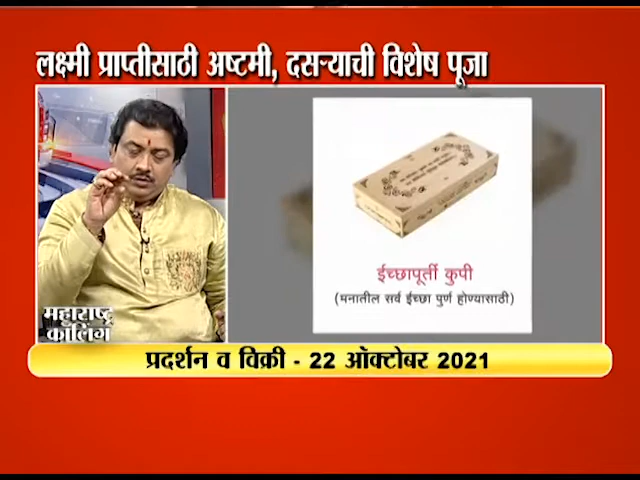 लक्ष्मी प्राप्तीसाठी अष्टमी, दसऱ्याची विशेष पूजा
ईच्छापूर्ती कुपी
(मनातील सर्व ईच्छा पुर्ण होण्यासाठी)
महाराष्ट्र
कॉलिंग
प्रदर्शन व विक्री - 22 ऑक्टोबर 2021